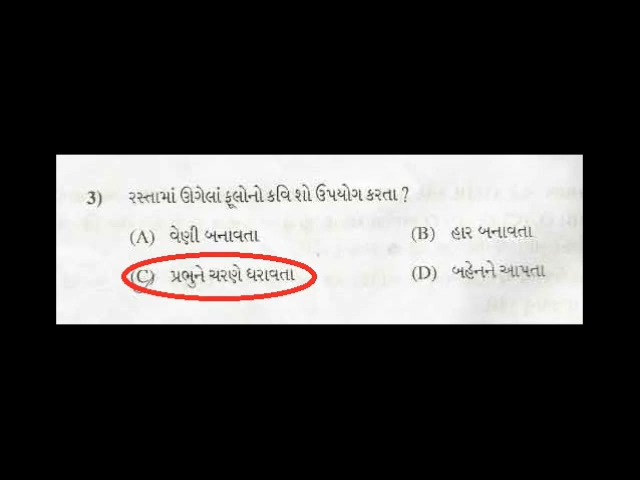 3) રસ્તામાં ઊગેલાં ફૂલોનો કવિ શો ઉપયોગ કરતા ?
(A) વેણી બનાવતા (B) હાર બનાવતા
(C) પ્રભુને ચરણે ધરાવતા (D) બહેનને આપતા